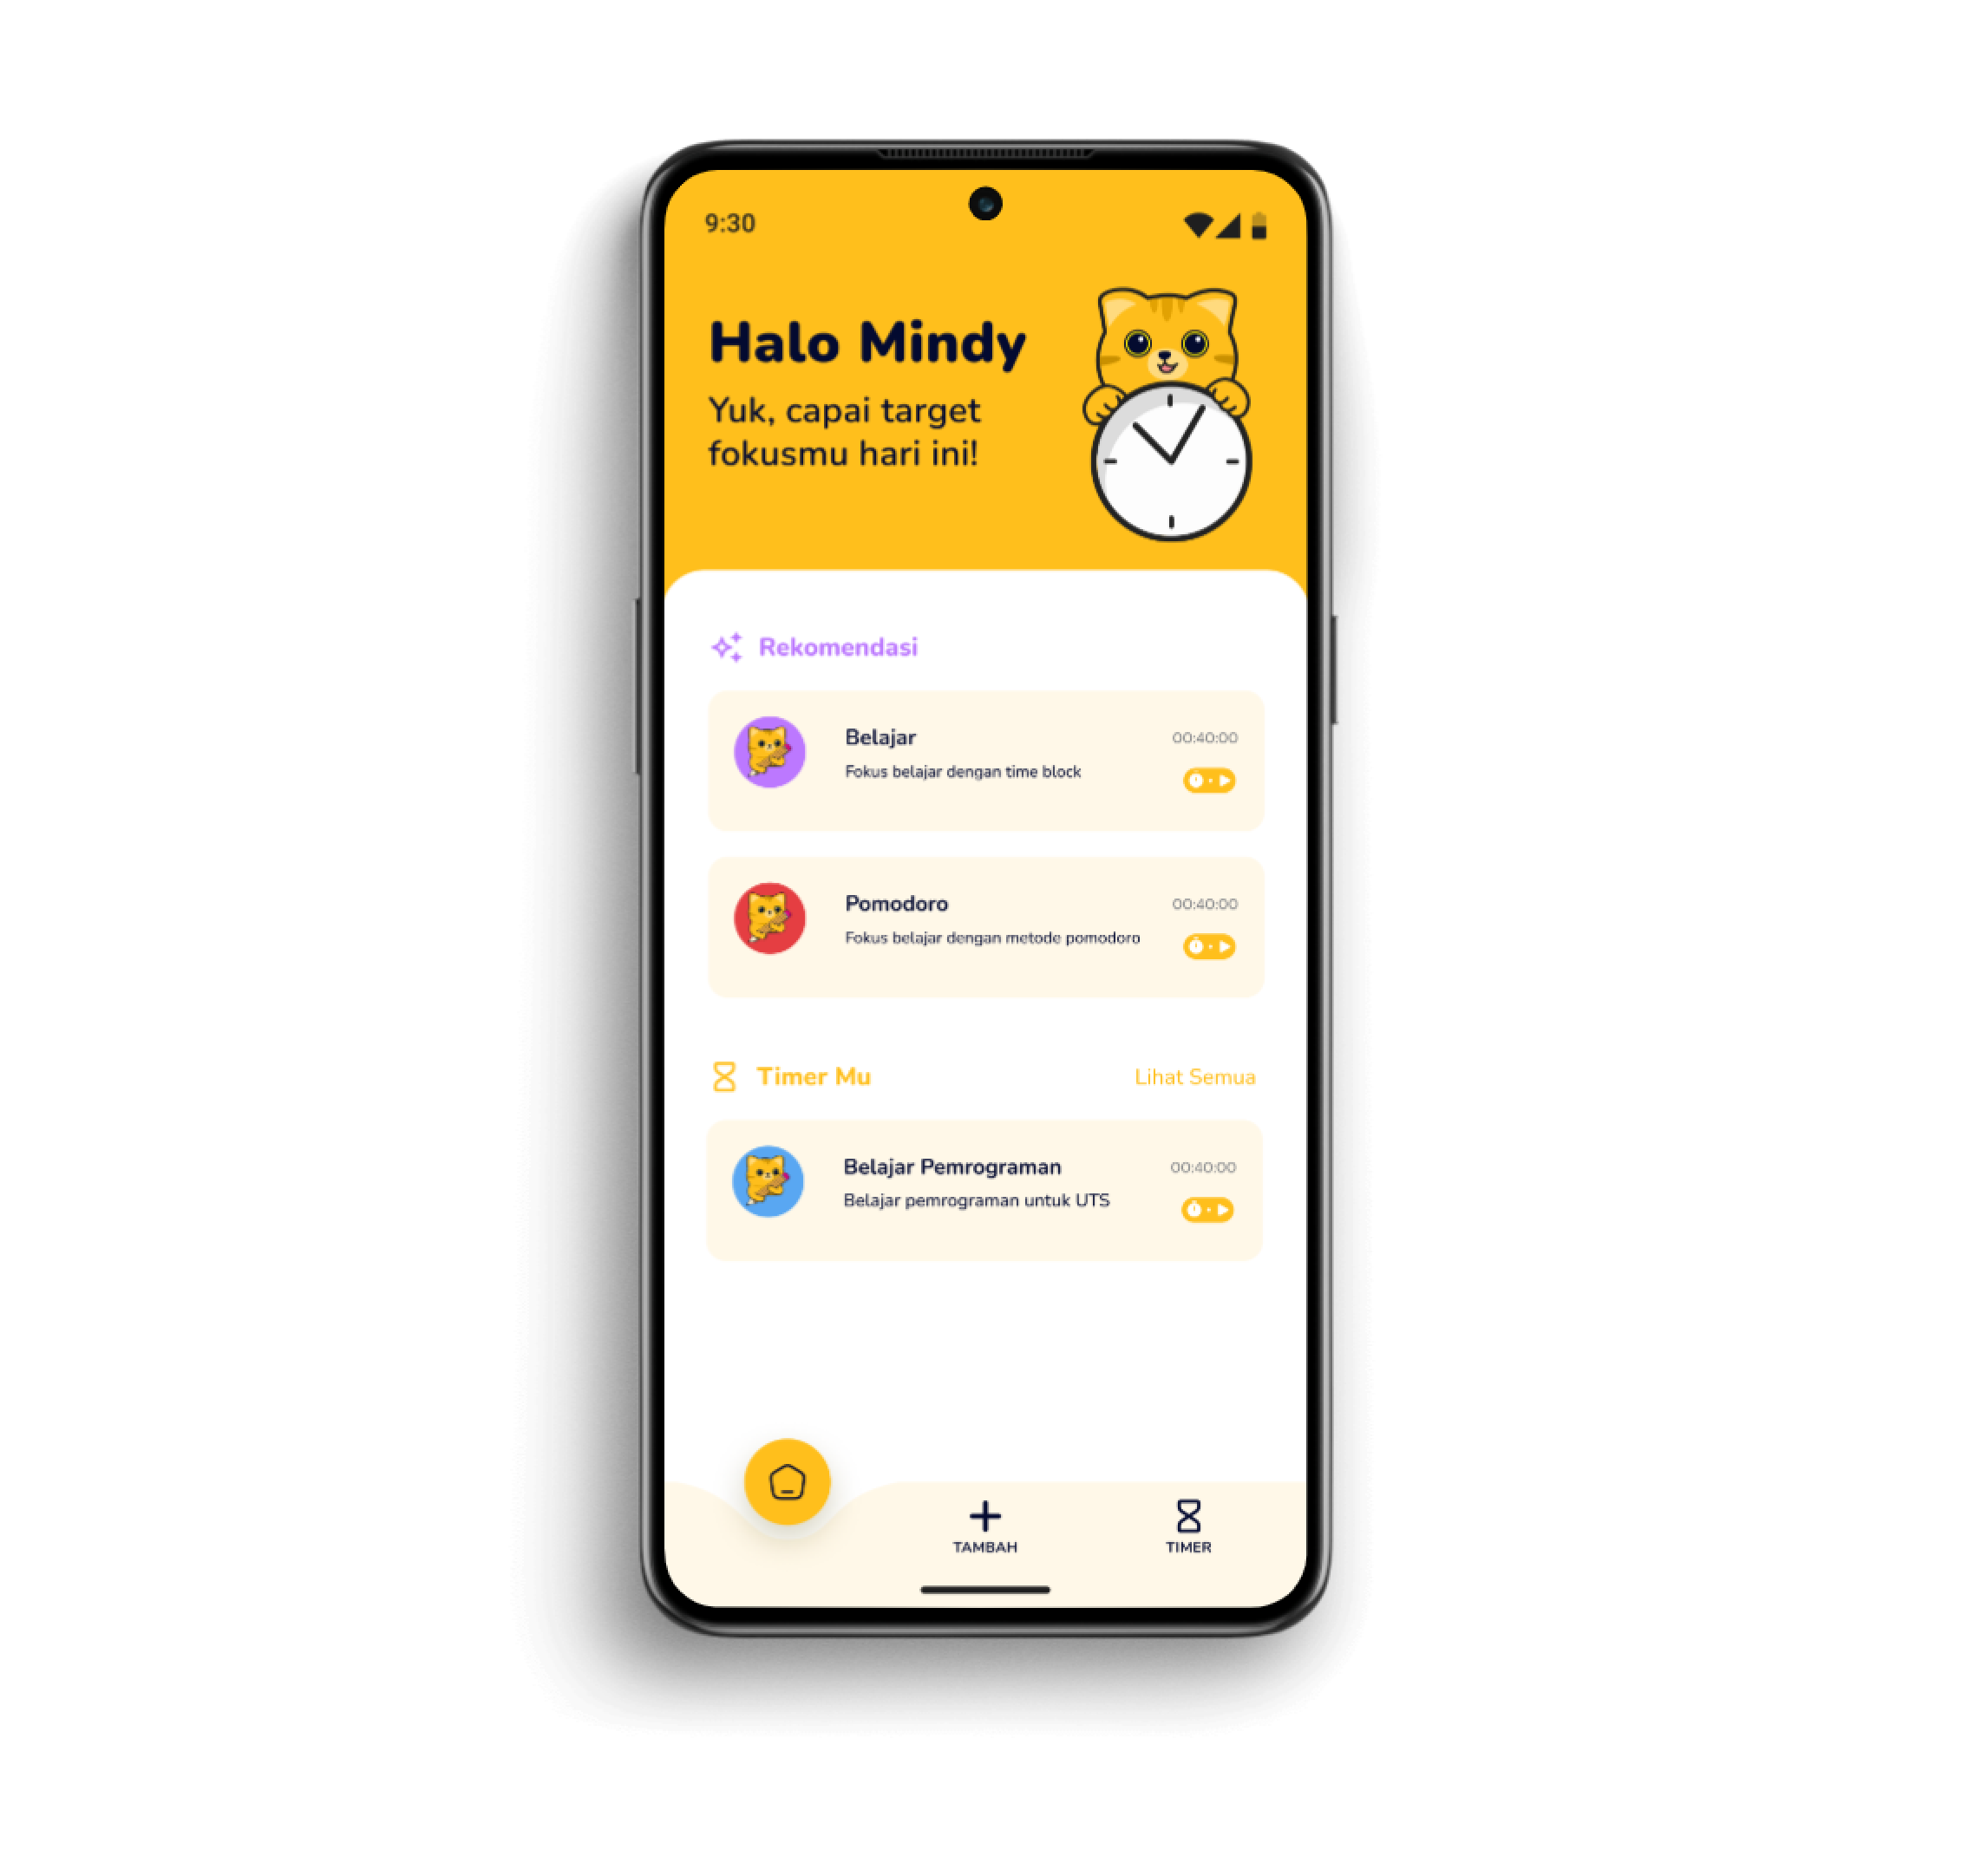 9:30
Halo Mindy
Yuk, capai target
fokusmu hari ini!
Rekomendasi
Belajar
00:40:00
Fokus belajar dengan time block
Pomodoro
00:40:00
Fokus belajar dengan metode pomodoro
Timer Mu
Lihat Semua
Belajar Pemrograman
00:40:00
Belajar pemrograman untuk UTS
TAMBAH
TIMER